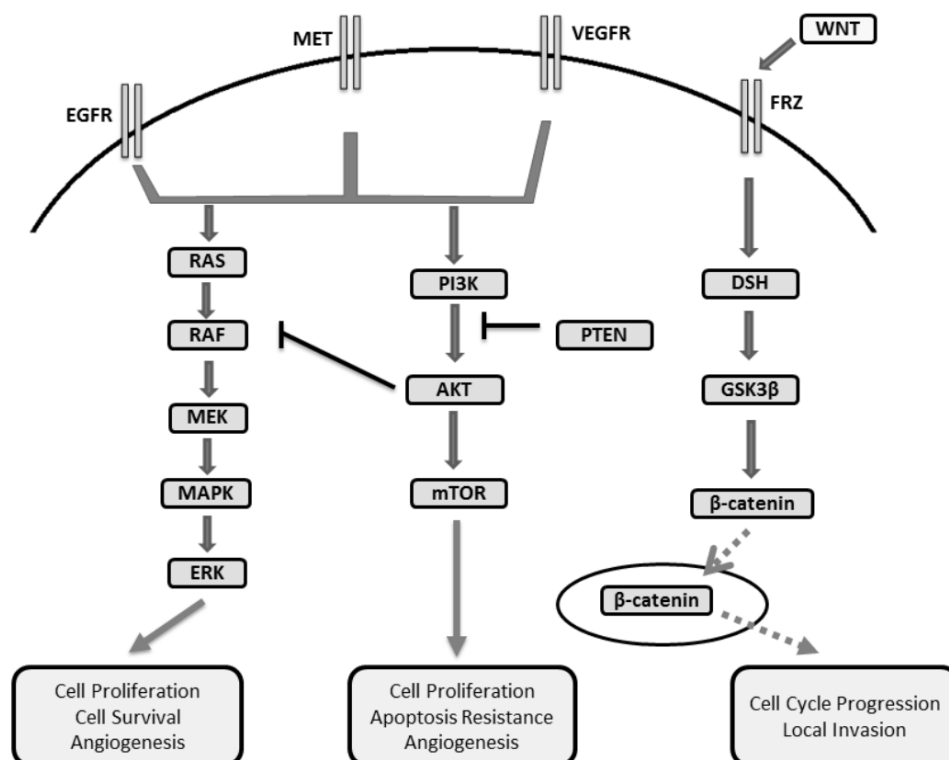 WNT
MET
VEGFR
EGFR
FRZ
RAS
PI3K
DSH
RAF
PTEN
AKT
GSK3β
MEK
MAPK
mTOR
β-catenin
ERK
β-catenin
Cell Proliferation
Cell Survival
Angiogenesis
Cell Proliferation
Apoptosis Resistance
Angiogenesis
Cell Cycle Progression
Local Invasion